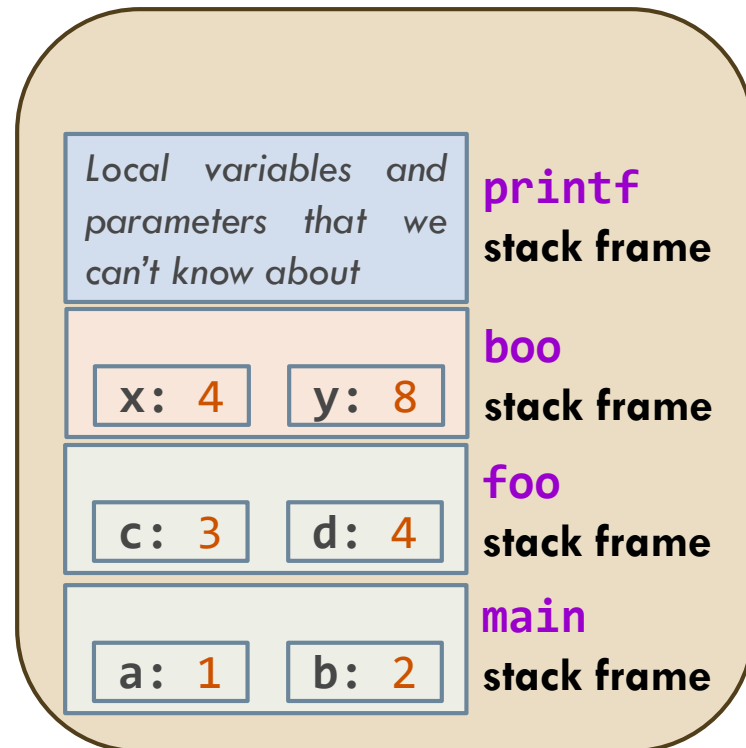 Local variables and
parameters that we
can't know about
printf
stack frame
x: 4
y: 8
boo
stack frame
c: 3
d: 4
foo
stack frame
a: 1
b: 2
main
stack frame